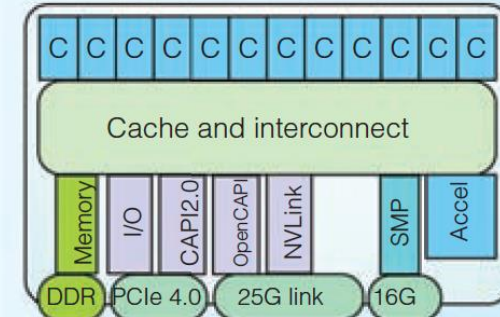 C C C C C C C C C C C C
Cache and interconnect
Memory I/O CAPI2.0 OpenCAPI NVLink SMP Accel
DDR PCIe 4.0 25G link 16G